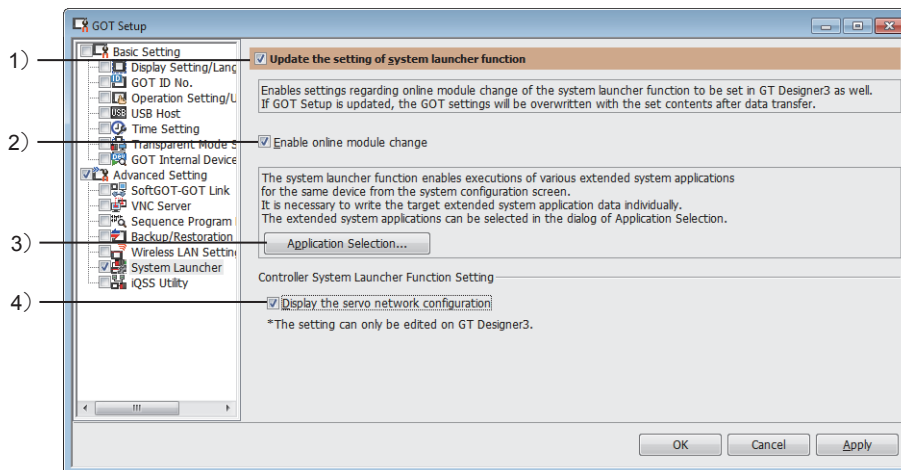 GOT Setup
Basic Setting
Display Setting/Lang
GOT ID No.
Operation Setting/U
USB Host
Time Setting
Transparent Mode S
GOT Internal Device
Advanced Setting
SoftGOT-GOT Link
VNC Server
Sequence Program
Backup/Restoration
Wireless LAN Setting
System Launcher
iQSS Utility
1)
Update the setting of system launcher function
Enables settings regarding online module change of the system launcher function to be set in GT Designer3 as well.
If GOT Setup is updated, the GOT settings will be overwritten with the set contents after data transfer.
2)
Enable online module change
The system launcher function enables executions of various extended system applications
for the same device from the system configuration screen.
It is necessary to write the target extended system application data individually.
The extended system applications can be selected in the dialog of Application Selection.
3)
Application Selection...
Controller System Launcher Function Setting
4)
Display the servo network configuration
*The setting can only be edited on GT Designer3.
OK Cancel Apply